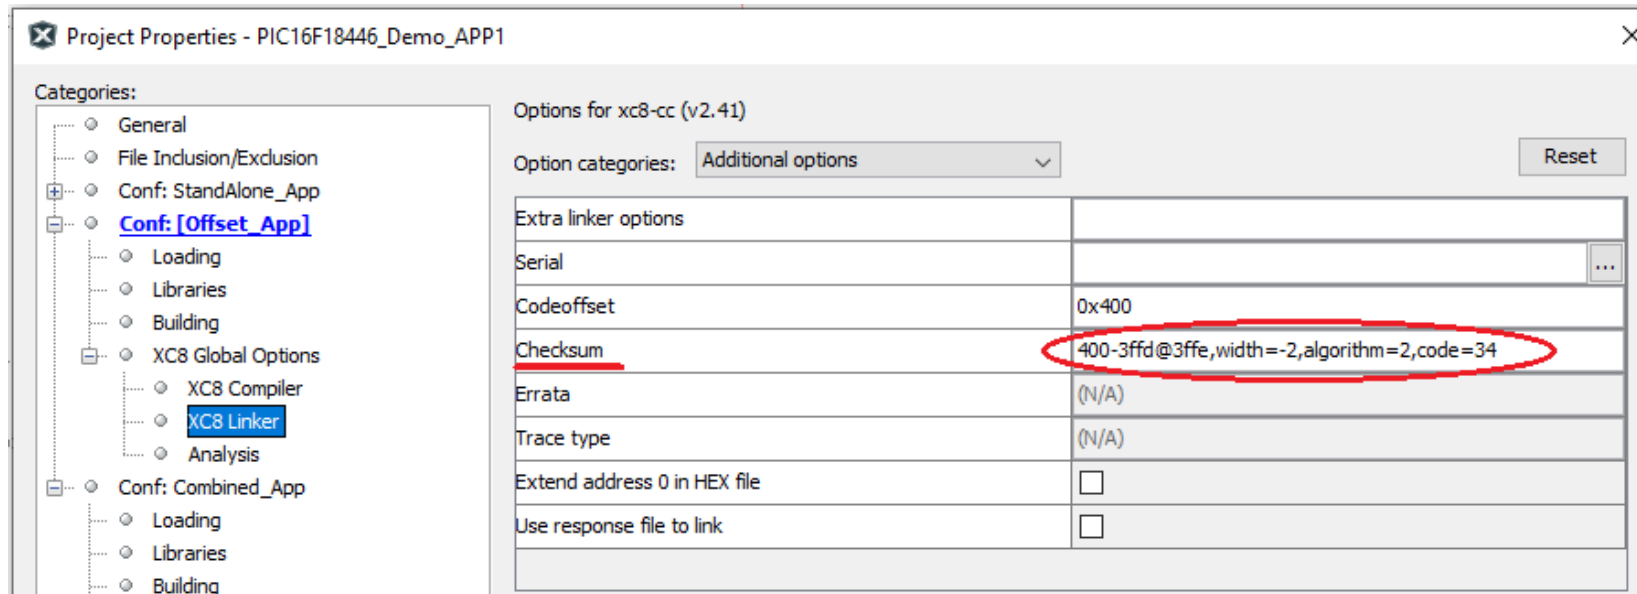 Project Properties - PIC16F18446_Demo_APP1
Categories:
General
File Inclusion/Exclusion
Conf: StandAlone_App
Conf: [Offset_App]
Loading
Libraries
Building
XC8 Global Options
XC8 Compiler
XC8 Linker
Analysis
Conf: Combined_App
Loading
Libraries
Building
Options for xc8-cc (v2.41)
Option categories: Additional options Reset
Extra linker options
Serial ...
Codeoffset 0x400
Checksum 400-3ffd@3ffe,width=-2,algorithm=2,code=34
Errata (N/A)
Trace type (N/A)
Extend address 0 in HEX file
Use response file to link